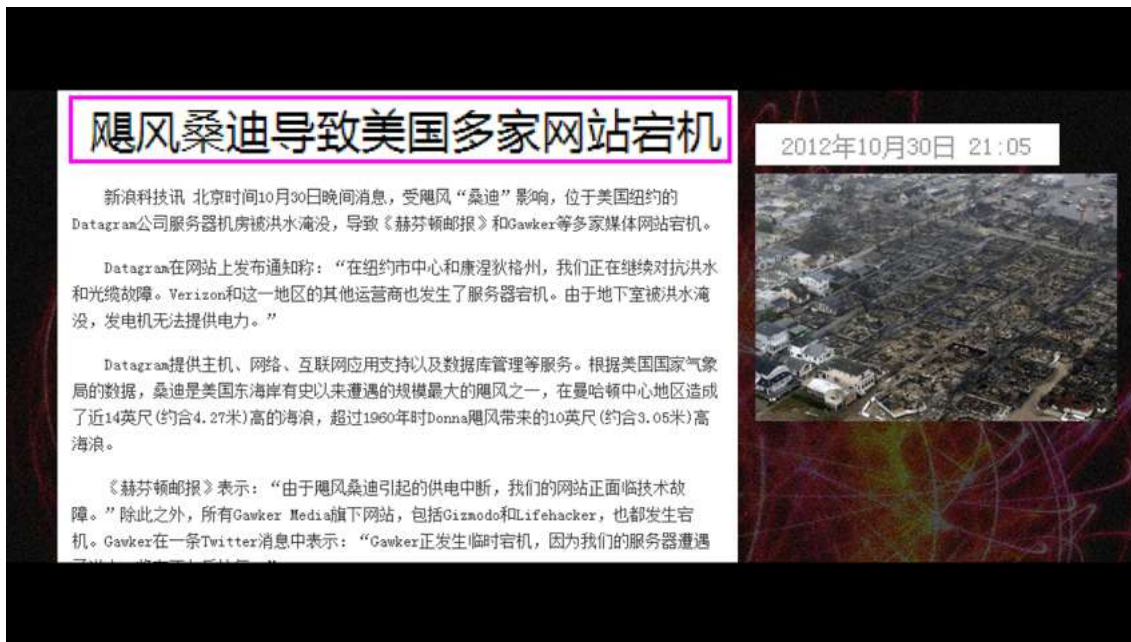 飓风桑迪导致美国多家网站宕机
2012年10月30日 21:05
新浪科技讯 北京时间10月30日晚间消息，受飓风“桑迪”影响，位于美国纽约的
Datagram公司服务器机房被洪水淹没，导致《赫芬顿邮报》和Gawker等多家媒体网站宕机。
Datagram在网站上发布通知称：“在纽约市中心和康涅狄格州，我们正在继续对抗洪水
和光缆故障。Verizon和这一地区的其他运营商也发生了服务器宕机。由于地下室被洪水淹
没，发电机无法提供电力。”
Datagram提供主机、网络、互联网应用支持以及数据库管理等服务。根据美国国家气象
局的数据，桑迪是美国东海岸有史以来遭遇的规模最大的飓风之一，在曼哈顿中心地区造成
了近14英尺(约合4.27米)高的海浪，超过1960年时Donna飓风带来的10英尺(约合3.05米)高
海浪。
《赫芬顿邮报》表示：“由于飓风桑迪引起的供电中断，我们的网站正面临技术故
障。”除此之外，所有Gawker Media旗下网站，包括Gizmodo和Lifehacker，也都发生宕
机。Gawker在一条Twitter消息中表示：“Gawker正发生临时宕机，因为我们的服务器遭遇